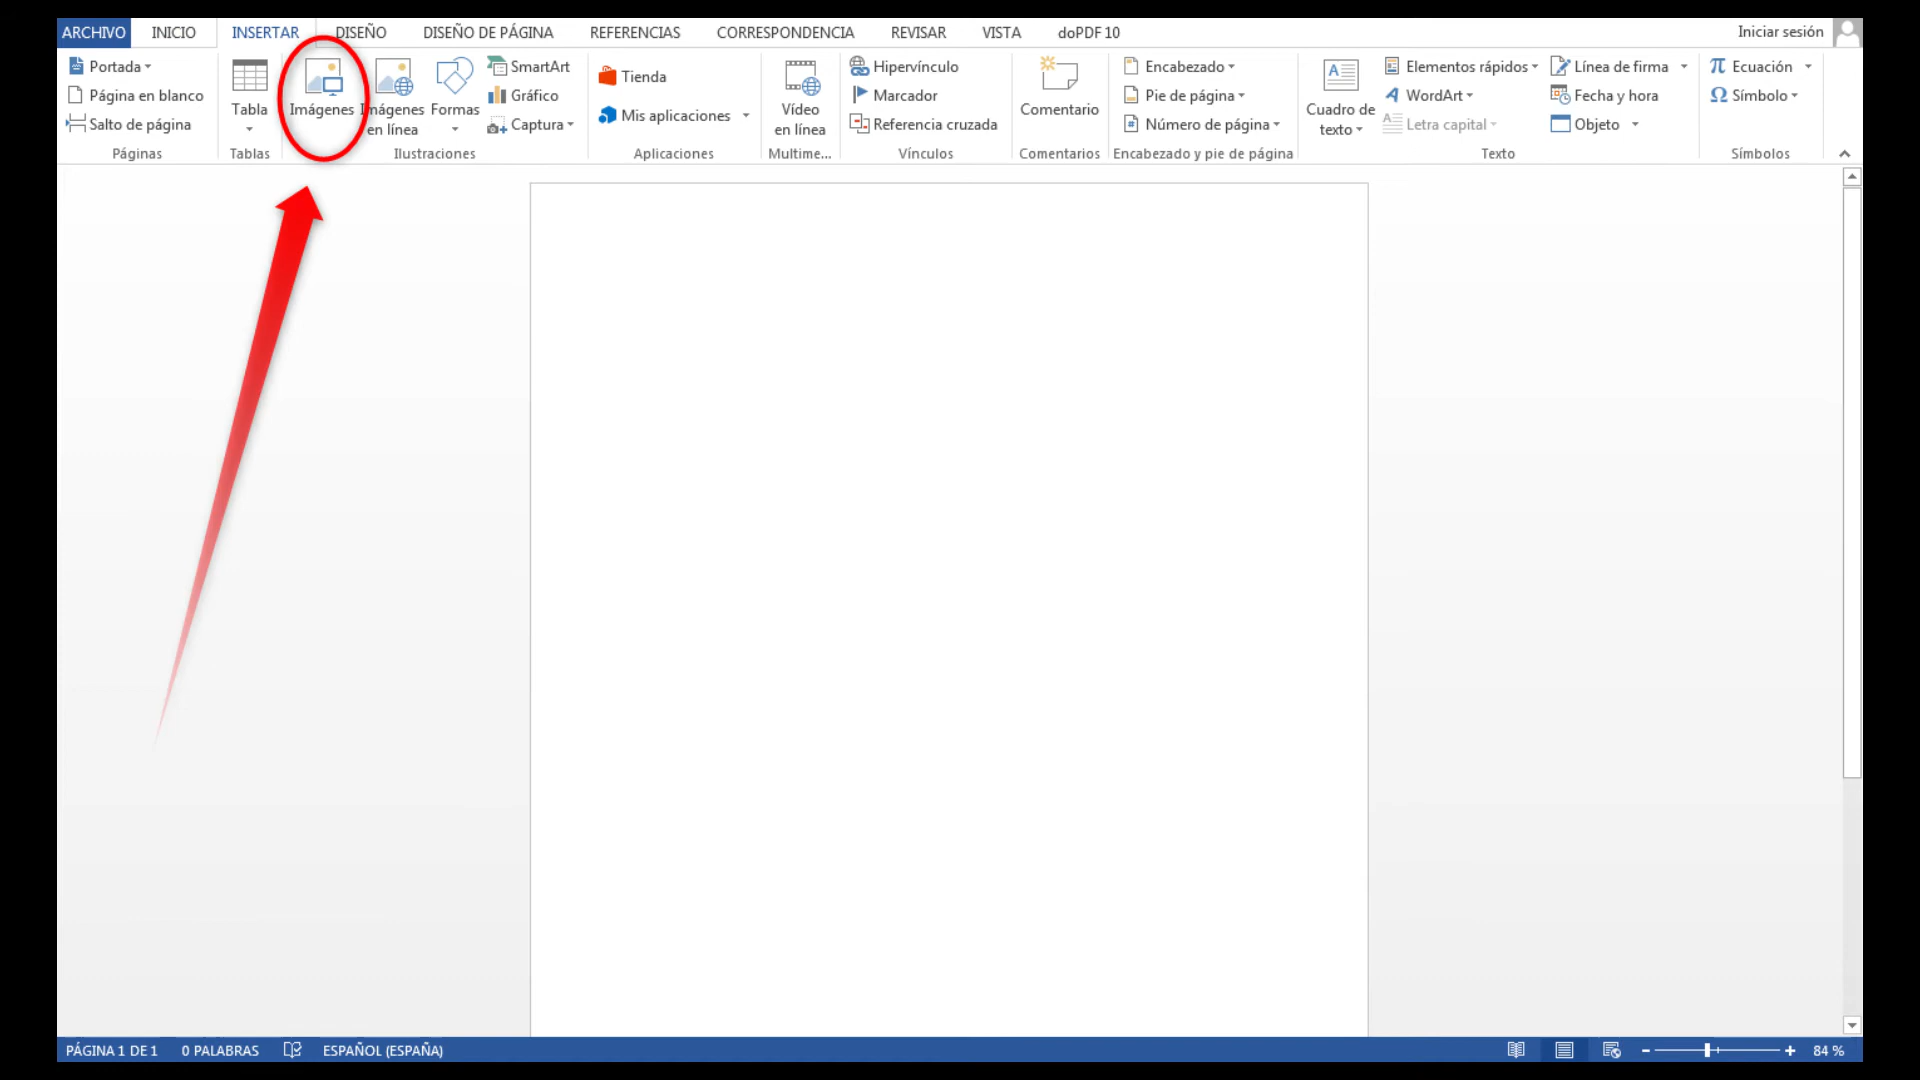 ARCHIVO INICIO INSERTAR DISEÑO DISEÑO DE PÁGINA REFERENCIAS CORRESPONDENCIA REVISAR VISTA doPDF 10 Iniciar sesión
Portada
Página en blanco
Salto de página
Páginas
Tabla
Tablas
Imágenes
Imágenes
en línea
Formas
SmartArt
Gráfico
Captura
Ilustraciones
Tienda
Mis aplicaciones
Aplicaciones
Vídeo
en línea
Multime...
Hipervínculo
Marcador
Referencia cruzada
Vínculos
Comentario
Comentarios
Encabezado
Pie de página
Número de página
Encabezado y pie de página
Cuadro de
texto
Elementos rápidos
WordArt
Letra capital
Línea de firma
Fecha y hora
Objeto
Texto
Ecuación
Símbolo
Símbolos
PÁGINA 1 DE 1 0 PALABRAS ESPAÑOL (ESPAÑA) 84 %